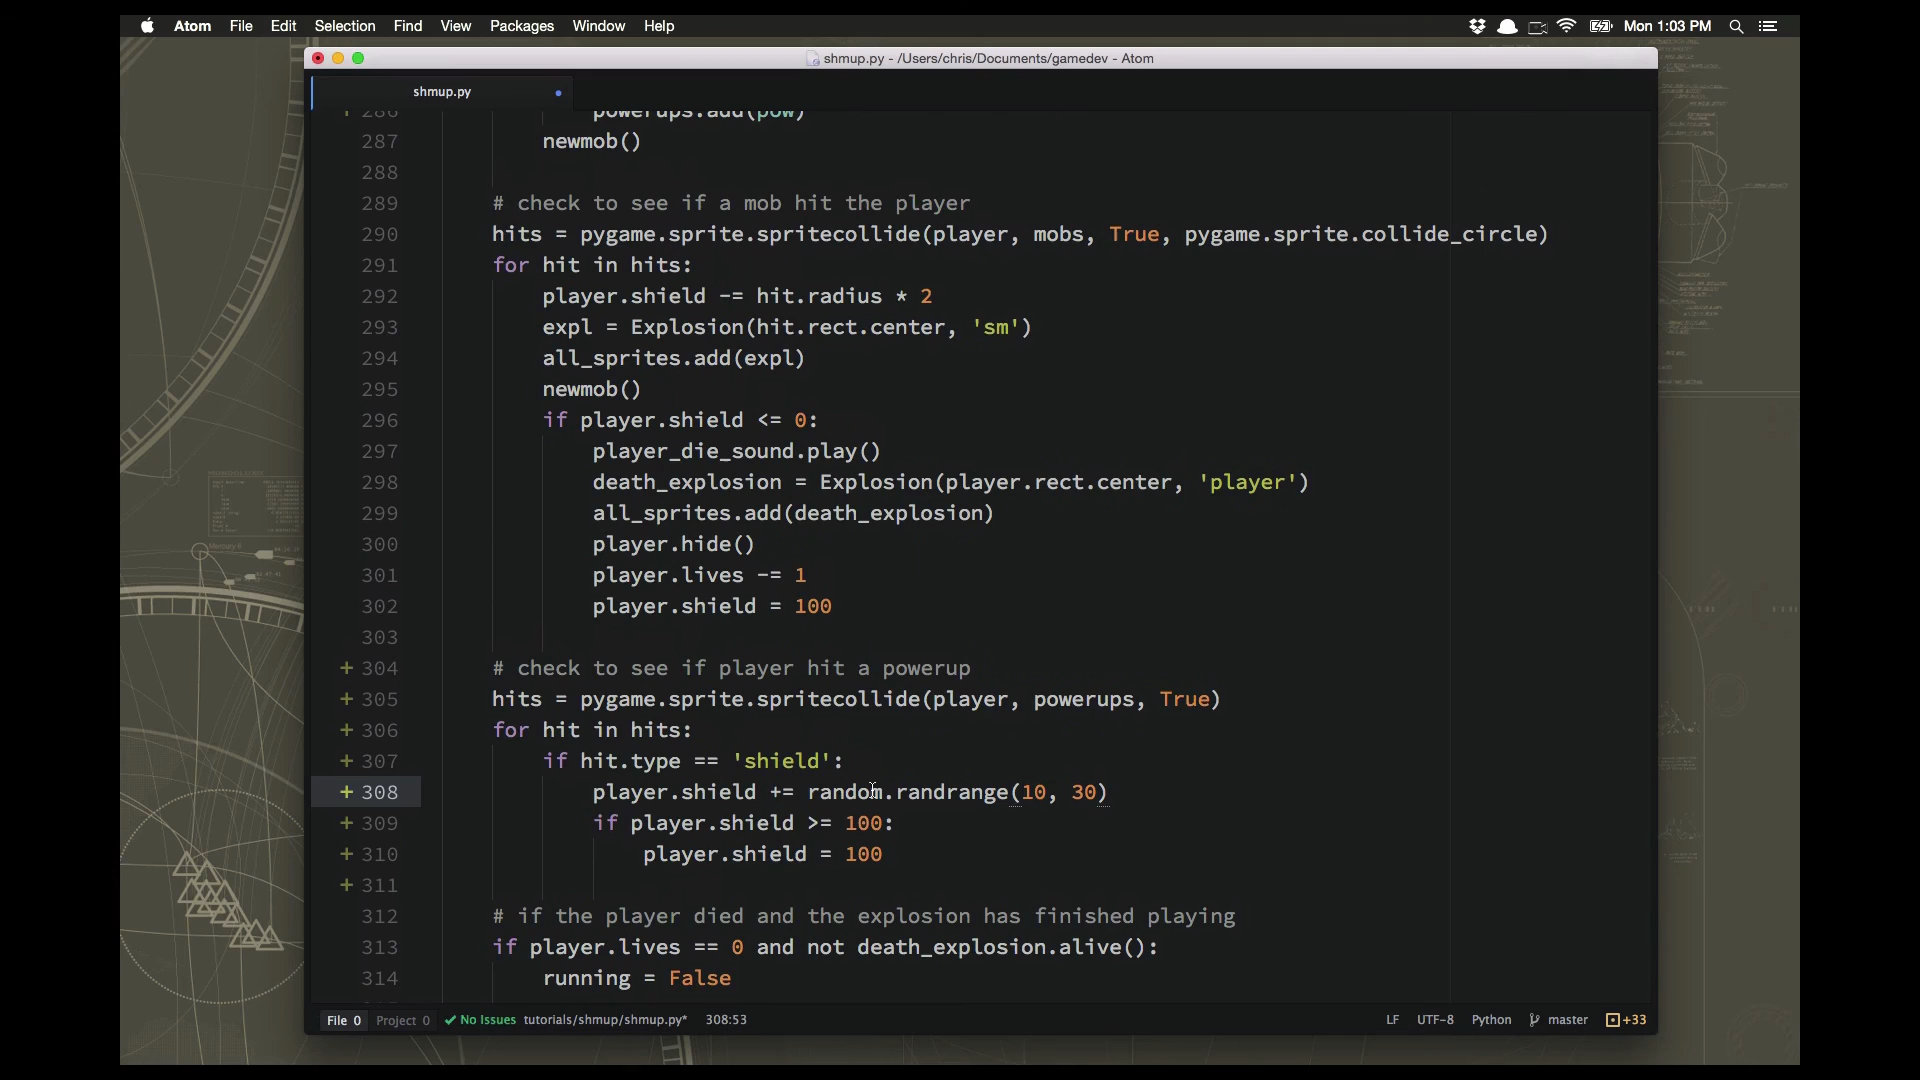 Atom File Edit Selection Find View Packages Window Help Mon 1:03 PM
shmup.py - /Users/chris/Documents/gamedev - Atom
shmup.py
+ 286 powerups.add(pow)
287 newmob()
288
289 # check to see if a mob hit the player
290 hits = pygame.sprite.spritecollide(player, mobs, True, pygame.sprite.collide_circle)
291 for hit in hits:
292 player.shield -= hit.radius * 2
293 expl = Explosion(hit.rect.center, 'sm')
294 all_sprites.add(expl)
295 newmob()
296 if player.shield <= 0:
297 player_die_sound.play()
298 death_explosion = Explosion(player.rect.center, 'player')
299 all_sprites.add(death_explosion)
300 player.hide()
301 player.lives -= 1
302 player.shield = 100
303
+ 304 # check to see if player hit a powerup
+ 305 hits = pygame.sprite.spritecollide(player, powerups, True)
+ 306 for hit in hits:
+ 307 if hit.type == 'shield':
+ 308 player.shield += random.randrange(10, 30)
+ 309 if player.shield >= 100:
+ 310 player.shield = 100
+ 311
312 # if the player died and the explosion has finished playing
313 if player.lives == 0 and not death_explosion.alive():
314 running = False
File 0 Project 0 No Issues tutorials/shmup/shmup.py* 308:53 LF UTF-8 Python master +33